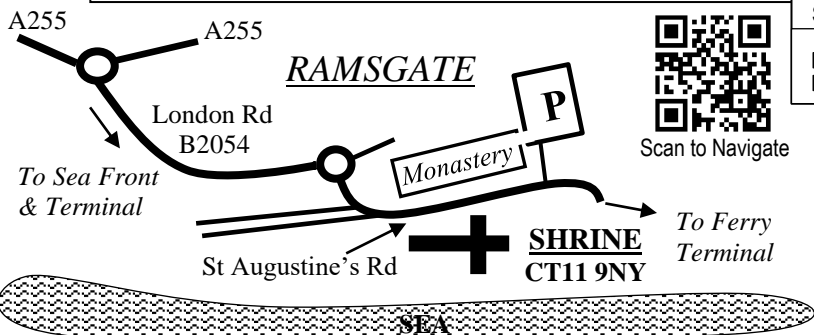 A255
A255
RAMSGATE
P
London Rd
B2054
Monastery
Scan to Navigate
To Sea Front
& Terminal
St Augustine's Rd
SHRINE
CT11 9NY
To Ferry
Terminal
SEA